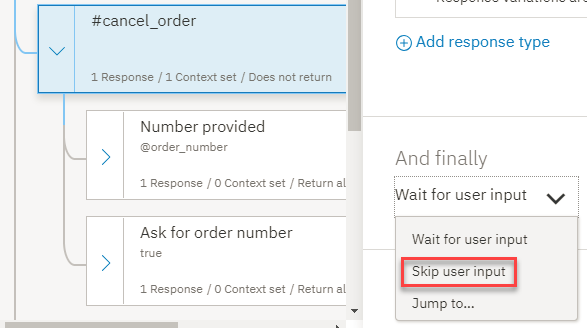 #cancel_order
1 Response / 1 Context set / Does not return
Number provided
@order_number
1 Response / 0 Context set / Return al
Ask for order number
true
1 Response / 0 Context set / Return al
Add response type
And finally
Wait for user input
Wait for user input
Skip user input
Jump to...